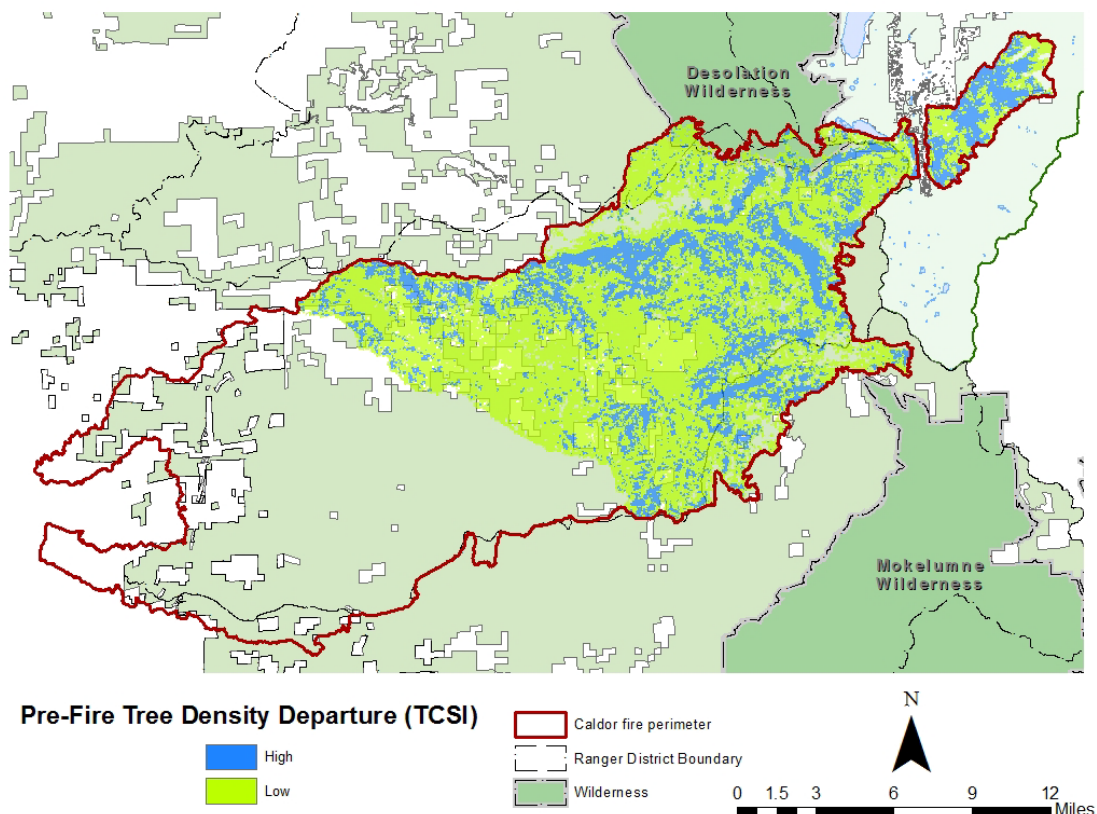 Desolation
Wilderness
Mokelumne
Wilderness
Pre-Fire Tree Density Departure (TCSI)
High
Low
Caldor fire perimeter
Ranger District Boundary
Wilderness
N
0 1.5 3 6 9 12
Miles